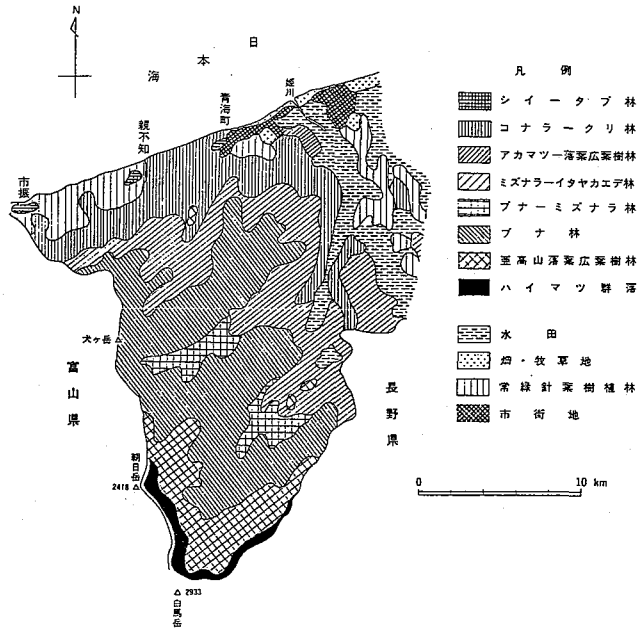 N
日本海
姫川
青海町
親不知
市振
犬ヶ岳
富山県
長野県
朝日岳
2418
2933
白馬岳
凡例
シイータブ林
コナラークリ林
アカマツー落葉広葉樹林
ミズナラーイタヤカエデ林
ブナーミズナラ林
ブナ林
亜高山落葉広葉樹林
ハイマツ群落
水田
畑・牧草地
常緑針葉樹植林
市街地
0 10 km